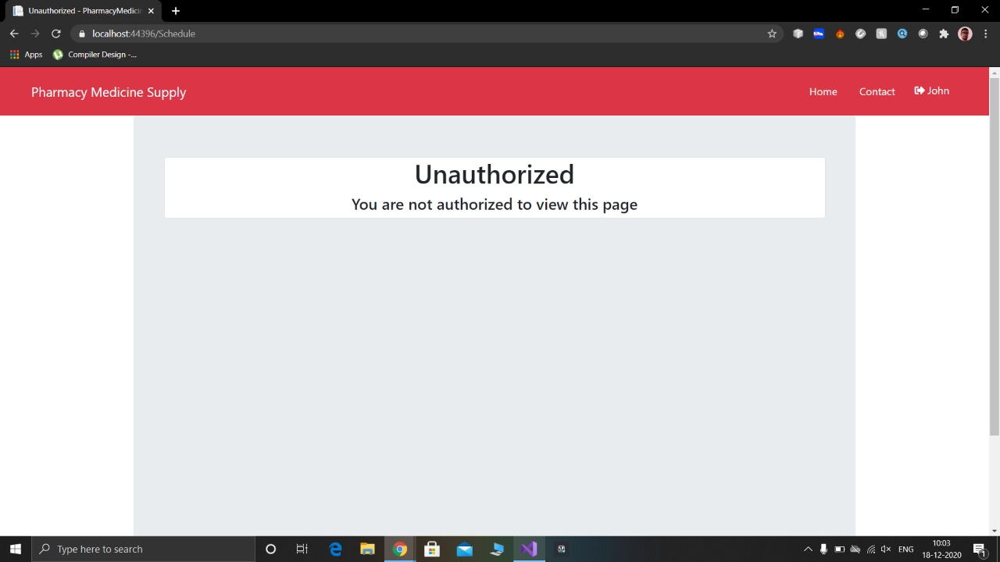 Unauthorized - PharmacyMedicin
localhost:44396/Schedule
Apps
Compiler Design -...
Pharmacy Medicine Supply
Home
Contact
John
Unauthorized
You are not authorized to view this page
Type here to search
ENG
10:03
18-12-2020
1